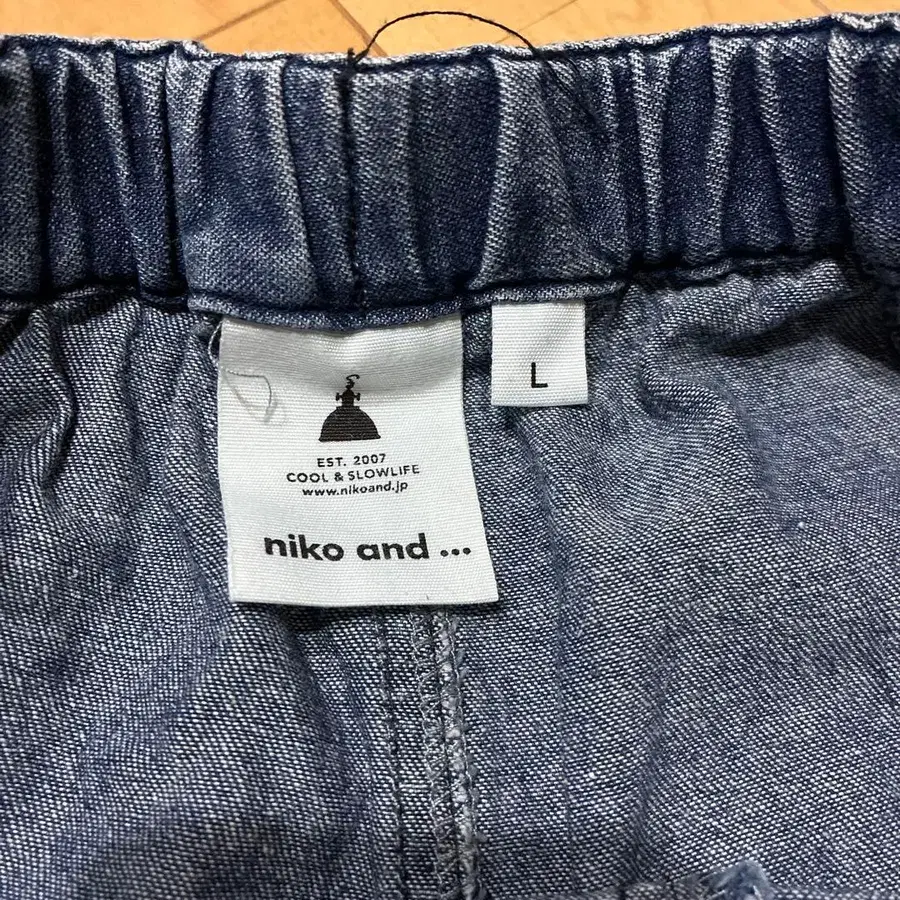 EST. 2007
COOL & SLOWLIFE
www.nikoand.jp
niko and ...
L